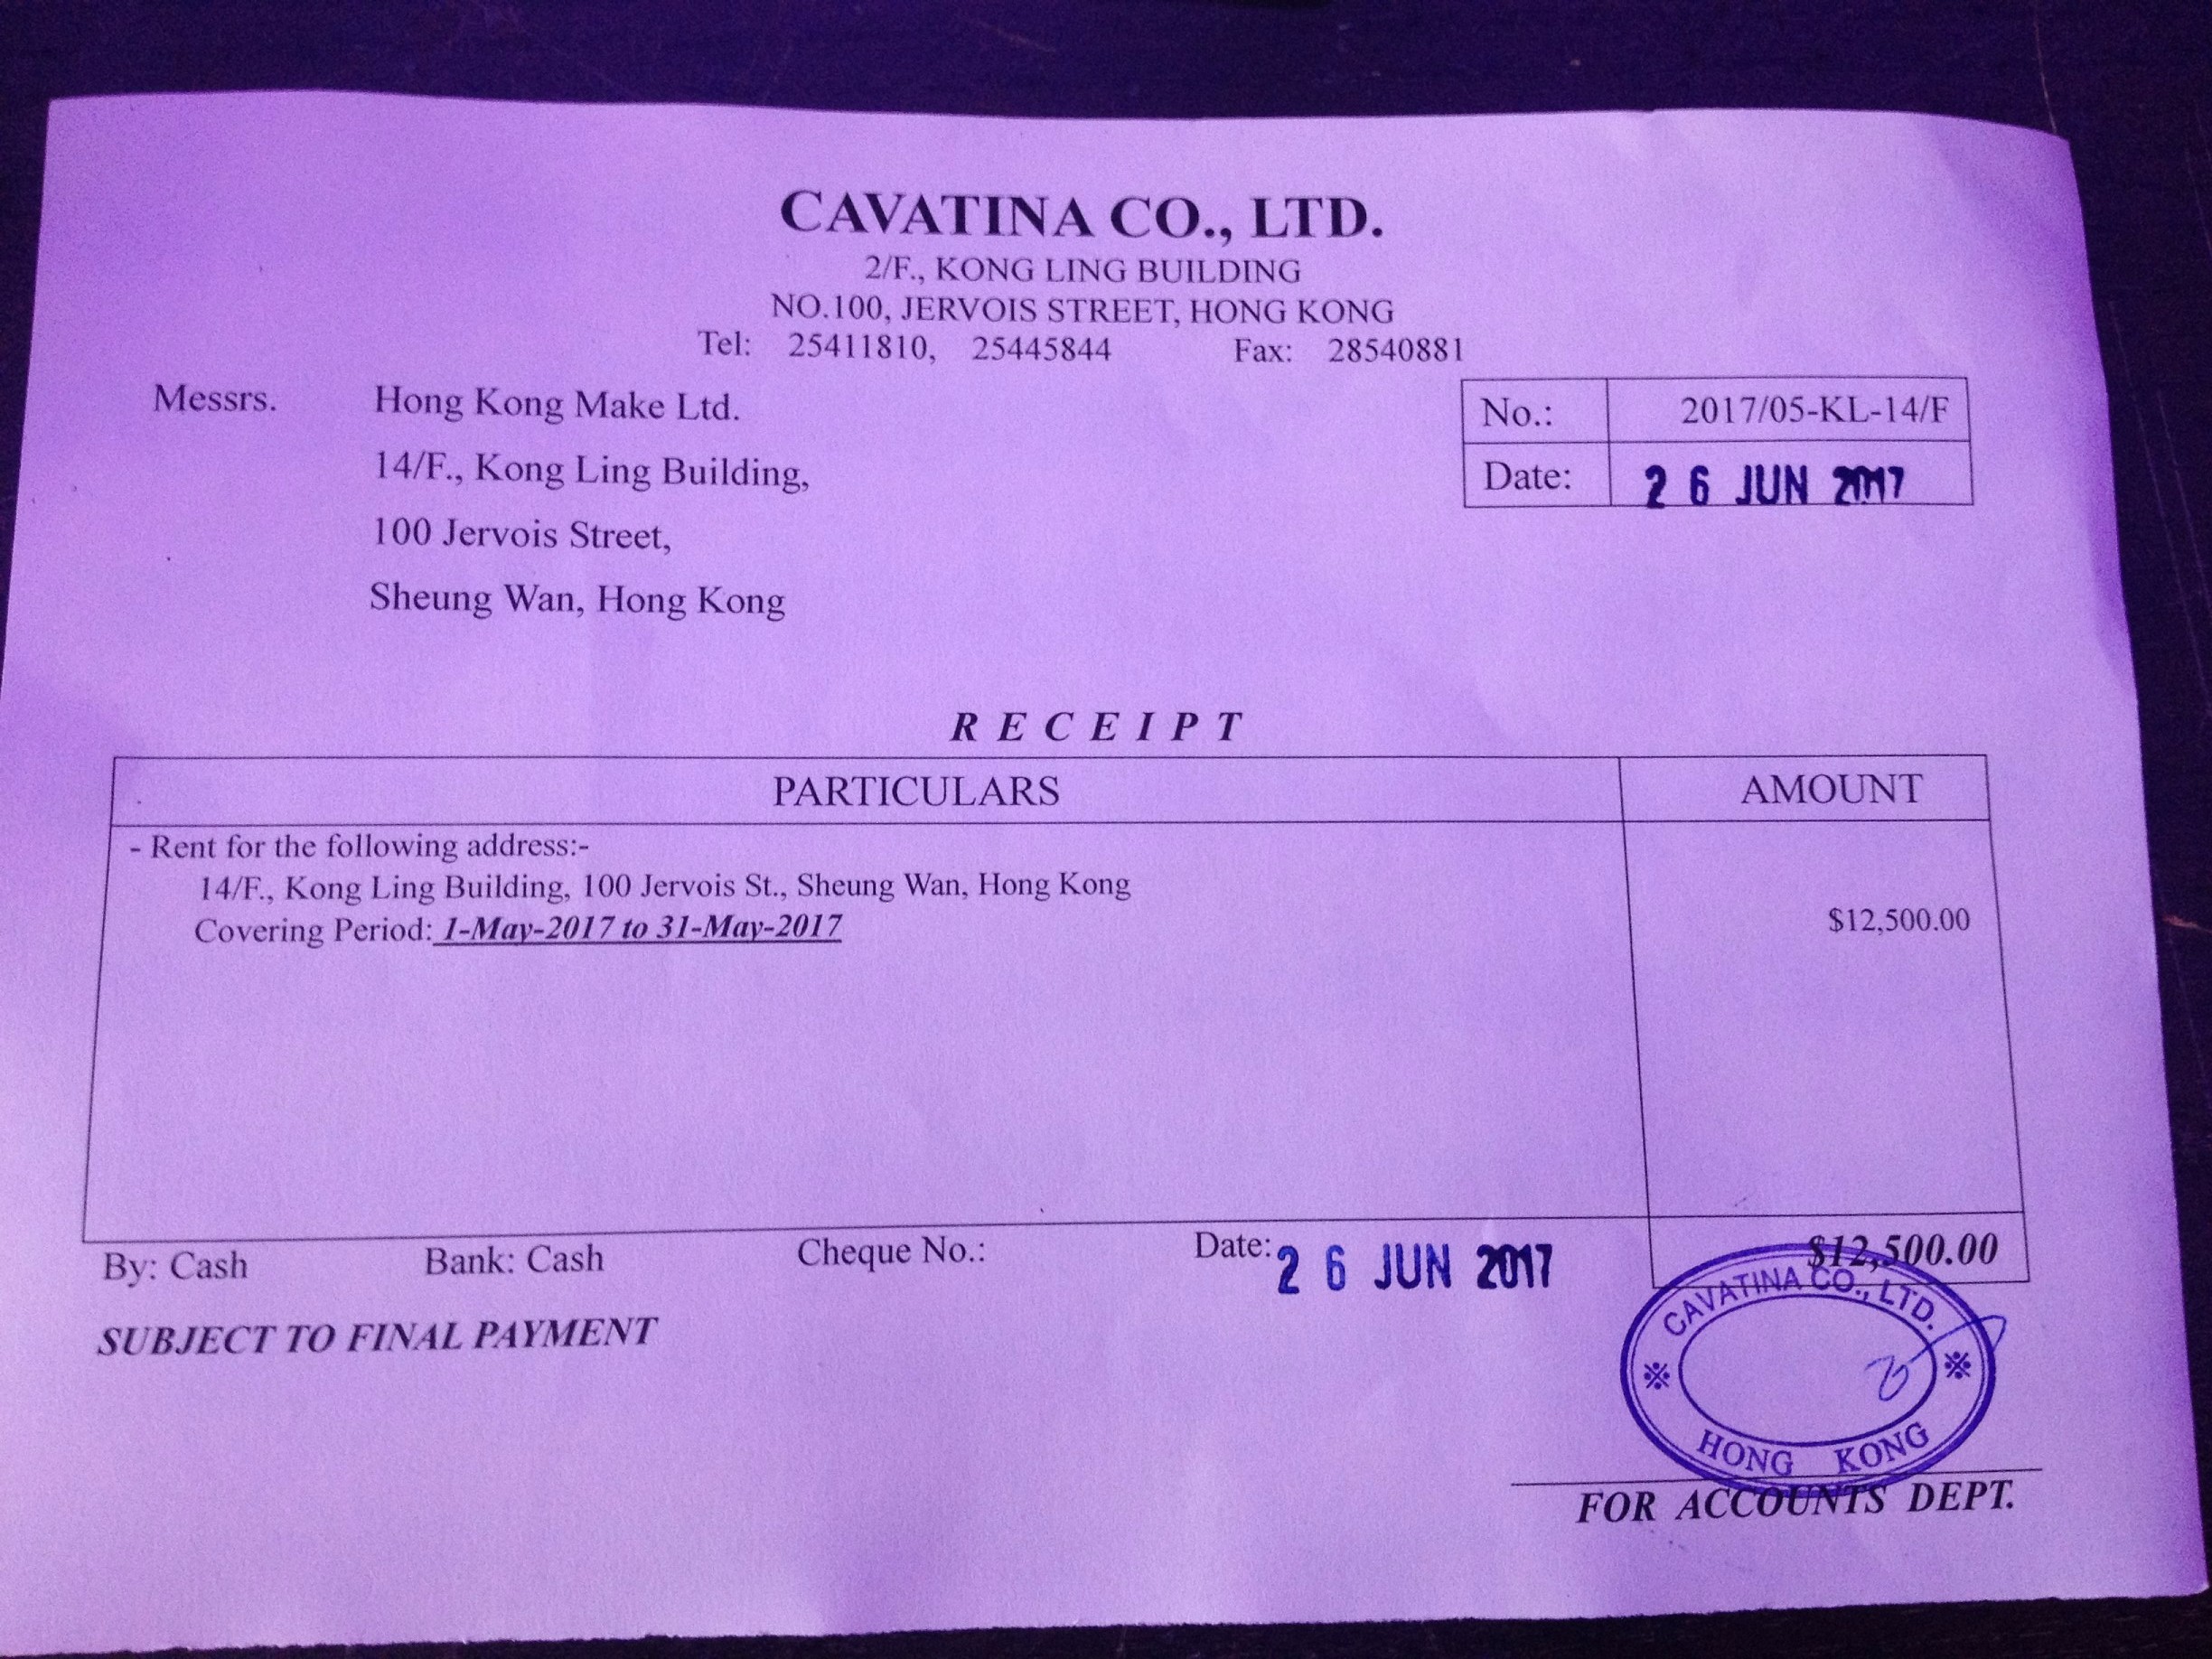 CAVATINA CO., LTD.
2/F., KONG LING BUILDING
NO.100, JERVOIS STREET, HONG KONG
Tel: 25411810, 25445844 Fax: 28540881
Messrs. Hong Kong Make Ltd.
14/F., Kong Ling Building,
100 Jervois Street,
Sheung Wan, Hong Kong
No.: 2017/05-KL-14/F
Date: 26 JUN 2017
RECEIPT
PARTICULARS AMOUNT
- Rent for the following address:-
14/F., Kong Ling Building, 100 Jervois St., Sheung Wan, Hong Kong
Covering Period: 1-May-2017 to 31-May-2017 $12,500.00
By: Cash Bank: Cash Cheque No.: Date: 26 JUN 2017 $12,500.00
SUBJECT TO FINAL PAYMENT
CAVATINA CO., LTD.
HONG KONG
FOR ACCOUNTS DEPT.